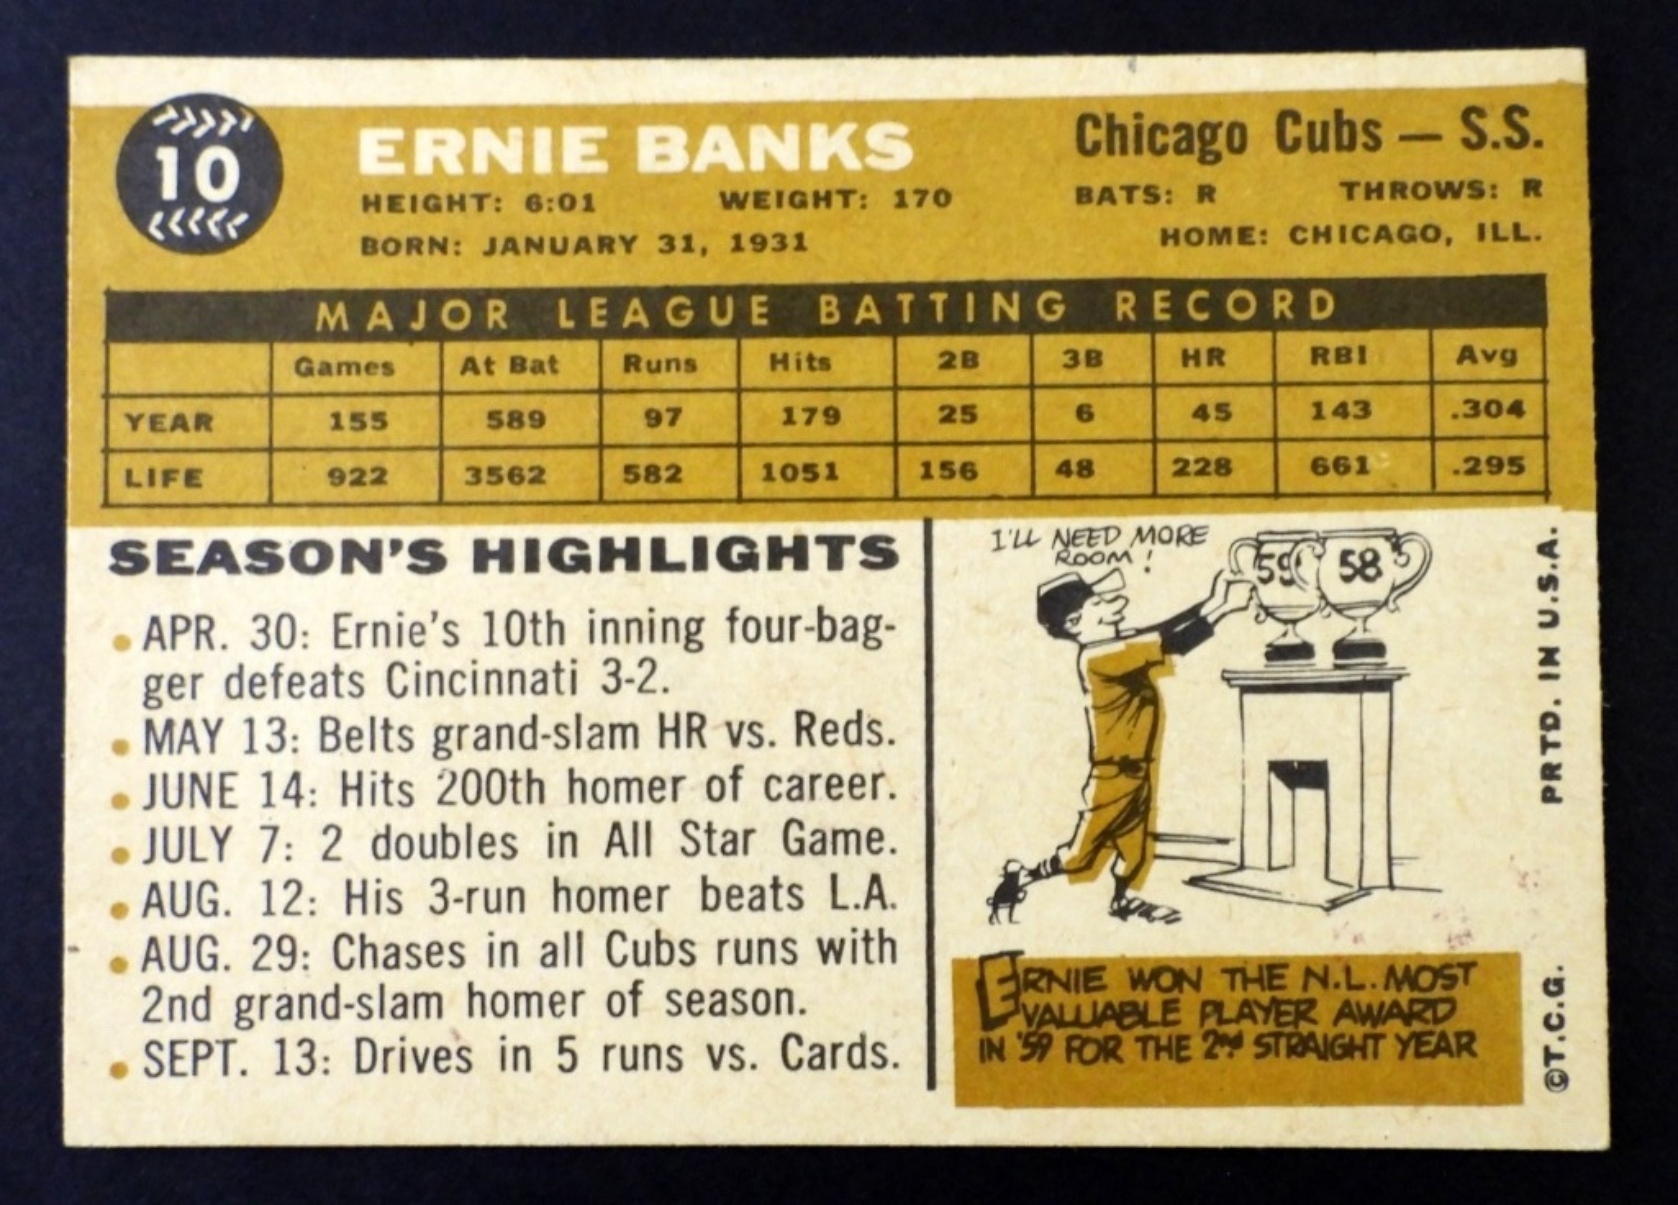 10
ERNIE BANKS
Chicago Cubs — S.S.
HEIGHT: 6:01 WEIGHT: 170
BATS: R THROWS: R
BORN: JANUARY 31, 1931
HOME: CHICAGO, ILL.
MAJOR LEAGUE BATTING RECORD
Games At Bat Runs Hits 2B 3B HR RBI Avg
YEAR 155 589 97 179 25 6 45 143 .304
LIFE 922 3562 582 1051 156 48 228 661 .295
SEASON'S HIGHLIGHTS
• APR. 30: Ernie's 10th inning four-bag-
ger defeats Cincinnati 3-2.
• MAY 13: Belts grand-slam HR vs. Reds.
• JUNE 14: Hits 200th homer of career.
• JULY 7: 2 doubles in All Star Game.
• AUG. 12: His 3-run homer beats L.A.
• AUG. 29: Chases in all Cubs runs with
2nd grand-slam homer of season.
• SEPT. 13: Drives in 5 runs vs. Cards.
I'LL NEED MORE
ROOM!
59 58
ERNIE WON THE N.L. MOST
VALUABLE PLAYER AWARD
IN '59 FOR THE 2nd STRAIGHT YEAR
©T.C.G. PRTD. IN U.S.A.